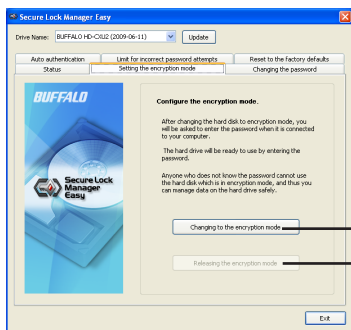 Secure Lock Manager Easy
Drive Name: BUFFALO HD-CXU2 (2009-06-11) Update
Auto authentication Limit for incorrect password attempts Reset to the factory defaults
Status Setting the encryption mode Changing the password
BUFFALO
Secure Lock
Manager
Easy
Configure the encryption mode.
After changing the hard disk to encryption mode, you
will be asked to enter the password when it is connected
to your computer.
The hard drive will be ready to use by entering the
password.
Anyone who does not know the password cannot use
the hard disk which is in encryption mode, and thus you
can manage data on the hard drive safely.
Changing to the encryption mode
Releasing the encryption mode
Exit